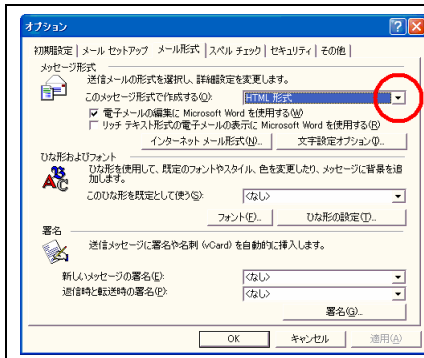 オプション
初期設定 メール セットアップ メール形式 スペル チェック セキュリティ その他
メッセージ形式
送信メールの形式を選択し、詳細設定を変更します。
このメッセージ形式で作成する(O): HTML 形式
電子メールの編集に Microsoft Word を使用する(W)
リッチ テキスト形式の電子メールの表示に Microsoft Word を使用する(R)
インターネット メール形式(N)... 文字設定オプション(I)...
ひな形およびフォント
ひな形を使用して、既定のフォントやスタイル、色を変更したり、メッセージに背景を追
加します。
このひな形を既定として使う(S): <なし>
フォント(F)... ひな形の設定(T)...
署名
送信メッセージに署名や名刺 (vCard) を自動的に挿入します。
新しいメッセージの署名(E): <なし>
返信時と転送時の署名(P): <なし>
署名(G)...
OK キャンセル 適用(A)